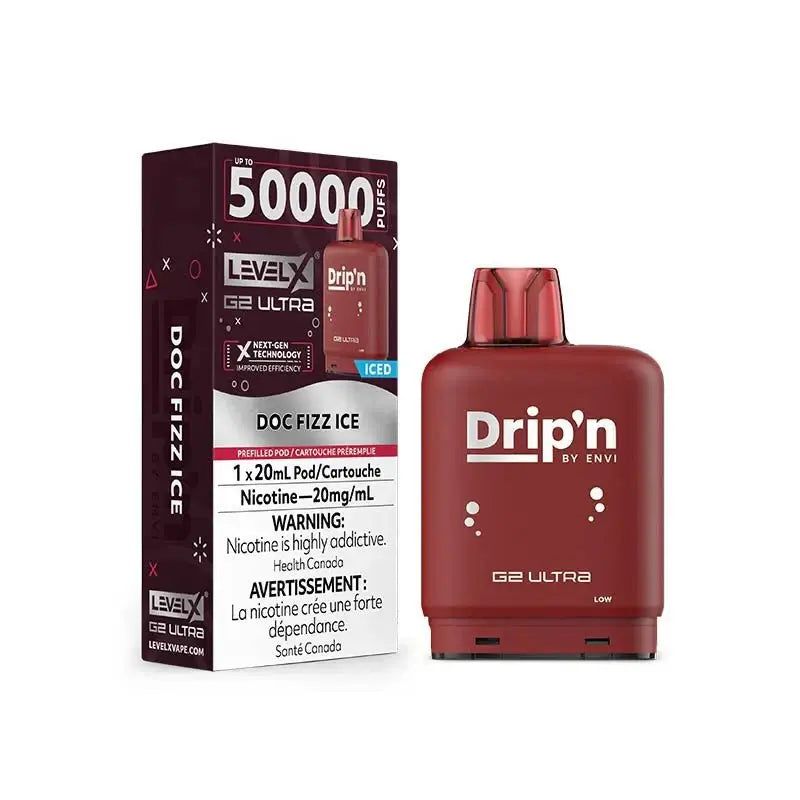 UP TO
50000
PUFFS
LEVELX®
G2 ULTRA
Drip'n
BY ENVI
G2 ULTRA
X NEXT-GEN
TECHNOLOGY
IMPROVED EFFICIENCY
ICED
DOC FIZZ ICE
PREFILLED POD / CARTOUCHE PRÉREMPLIE
1 x 20mL Pod/Cartouche
Nicotine—20mg/mL
WARNING:
Nicotine is highly addictive.
Health Canada
AVERTISSEMENT :
La nicotine crée une forte
dépendance.
Santé Canada
DOC FIZZ ICE
Drip'n
BY ENVI
LEVELX
G2 ULTRA
LEVELXVAPE.COM
Drip'n
BY ENVI
G2 ULTRA
LOW